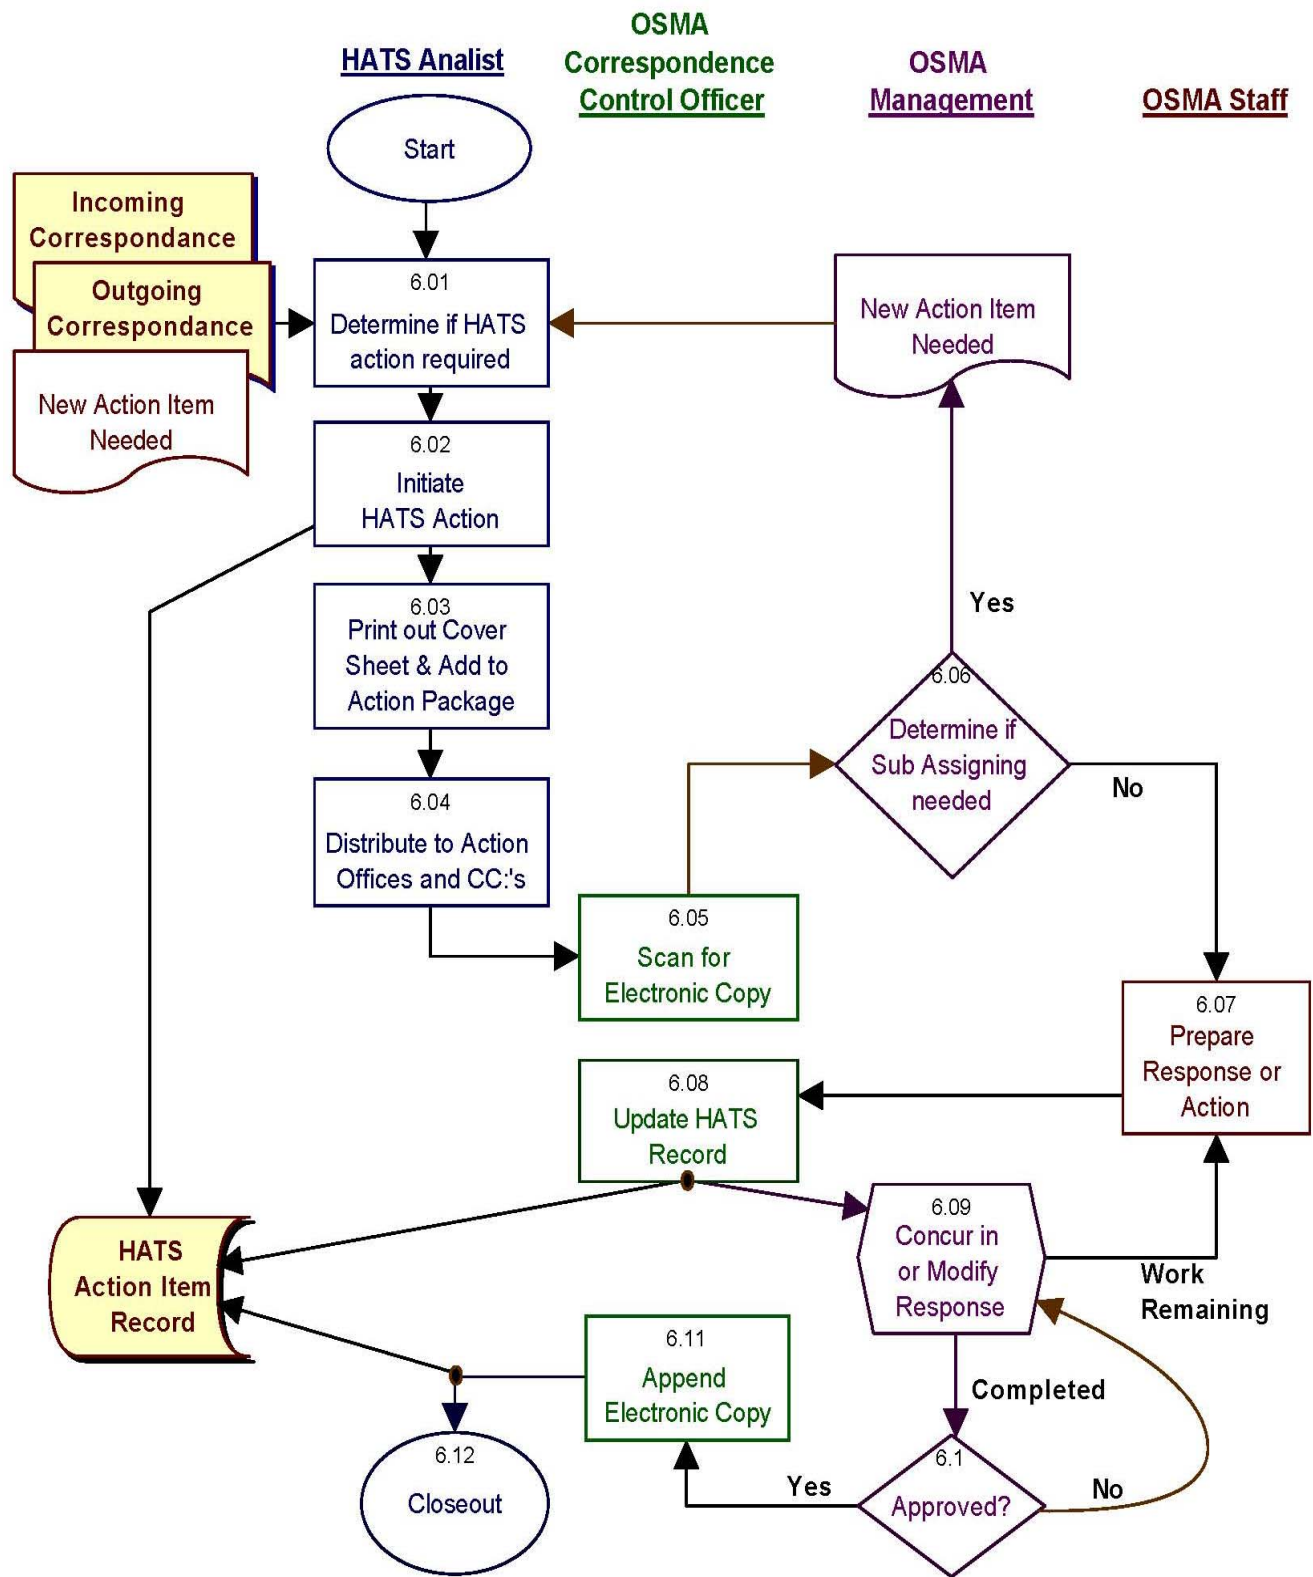 HATS Analist
OSMA
Correspondence
Control Officer
OSMA
Management
OSMA Staff
Start
Incoming
Correspondance
Outgoing
Correspondance
New Action Item
Needed
6.01
Determine if HATS
action required
New Action Item
Needed
6.02
Initiate
HATS Action
6.03
Print out Cover
Sheet & Add to
Action Package
Yes
6.06
Determine if
Sub Assigning
needed
No
6.04
Distribute to Action
Offices and CC:'s
6.05
Scan for
Electronic Copy
6.07
Prepare
Response or
Action
6.08
Update HATS
Record
6.09
Concur in
or Modify
Response
Work
Remaining
HATS
Action Item
Record
6.11
Append
Electronic Copy
Completed
6.12
Closeout
Yes
6.1
Approved?
No